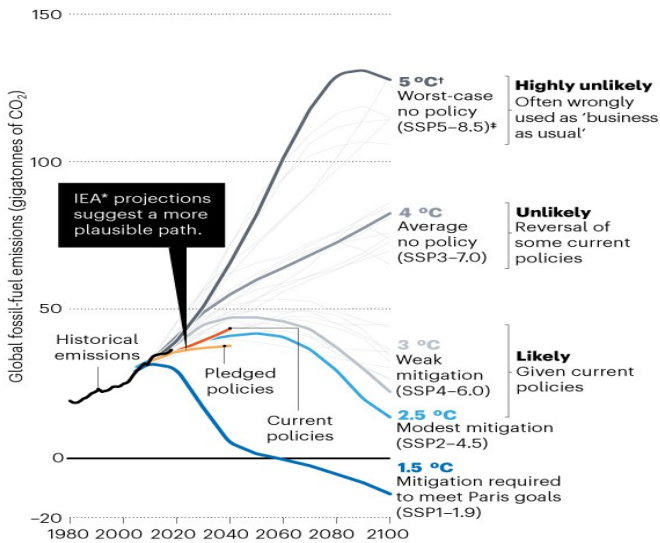 150
100
50
0
−20
Global fossil-fuel emissions (gigatonnes of CO₂)
IEA* projections
suggest a more
plausible path.
Historical
emissions
Pledged
policies
Current
policies
5 °C†
Worst-case
no policy
(SSP5–8.5)‡
Highly unlikely
Often wrongly
used as ‘business
as usual’
4 °C
Average
no policy
(SSP3–7.0)
Unlikely
Reversal of
some current
policies
3 °C
Weak
mitigation
(SSP4–6.0)
Likely
Given current
policies
2.5 °C
Modest mitigation
(SSP2–4.5)
1.5 °C
Mitigation required
to meet Paris goals
(SSP1–1.9)
1980 2000 2020 2040 2060 2080 2100